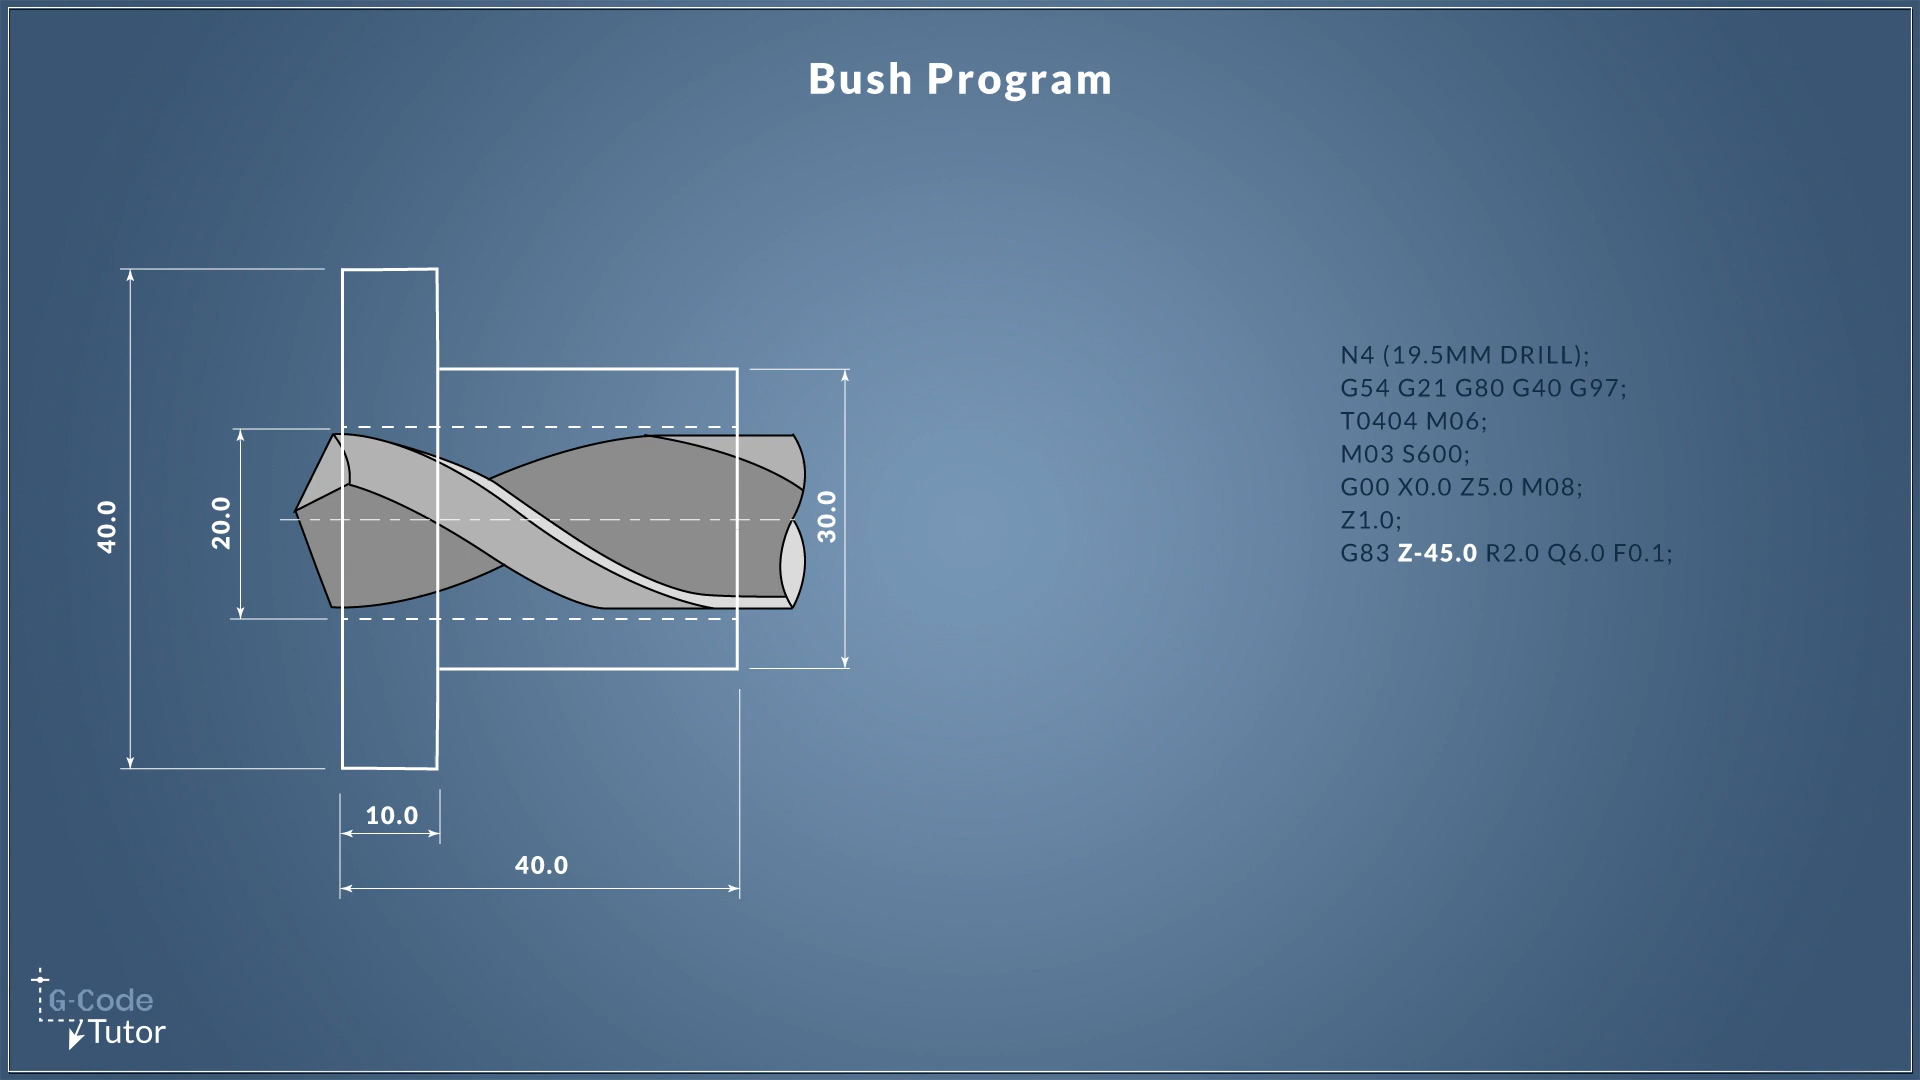 Bush Program
40.0
20.0
30.0
10.0
40.0
N4 (19.5MM DRILL);
G54 G21 G80 G40 G97;
T0404 M06;
M03 S600;
G00 X0.0 Z5.0 M08;
Z1.0;
G83 Z-45.0 R2.0 Q6.0 F0.1;
G-Code
Tutor